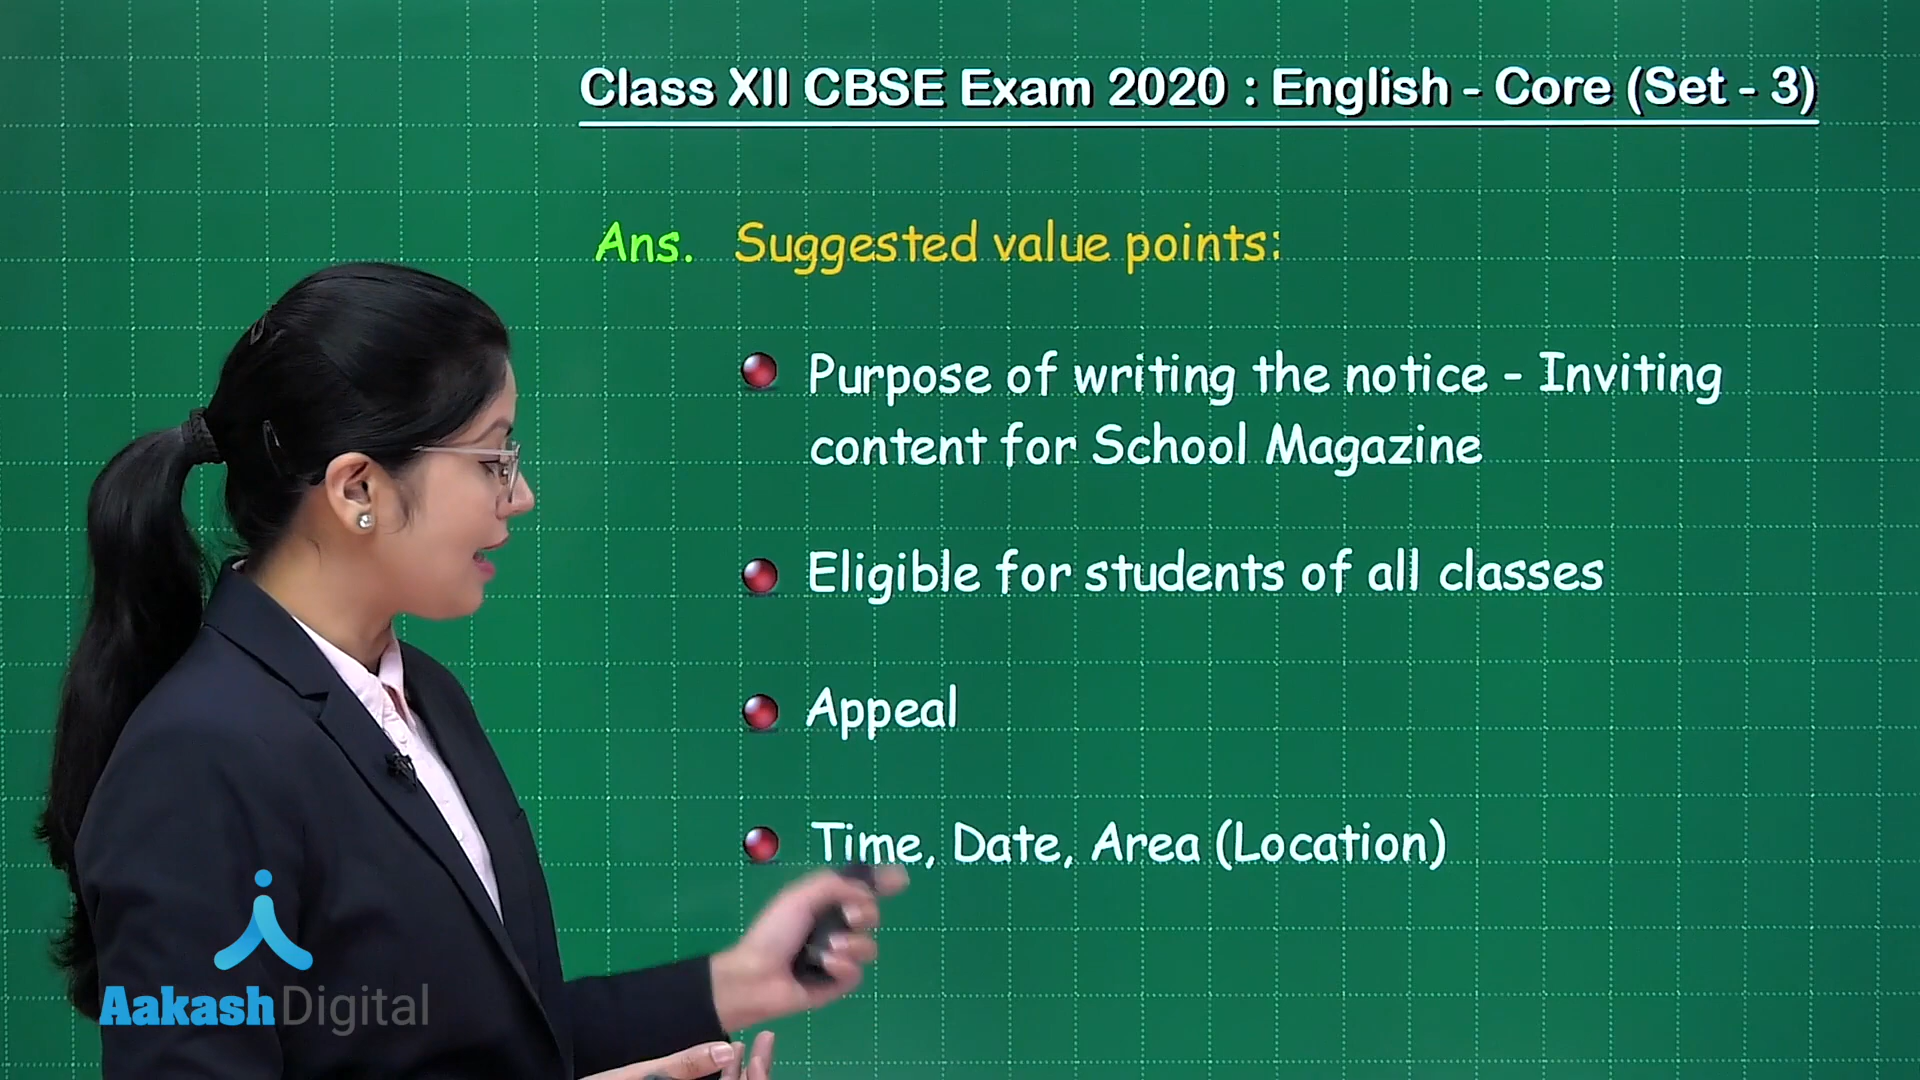 Class XII CBSE Exam 2020 : English - Core (Set - 3)
Ans. Suggested value points:
Purpose of writing the notice - Inviting
content for School Magazine
Eligible for students of all classes
Appeal
Time, Date, Area (Location)
Aakash Digital